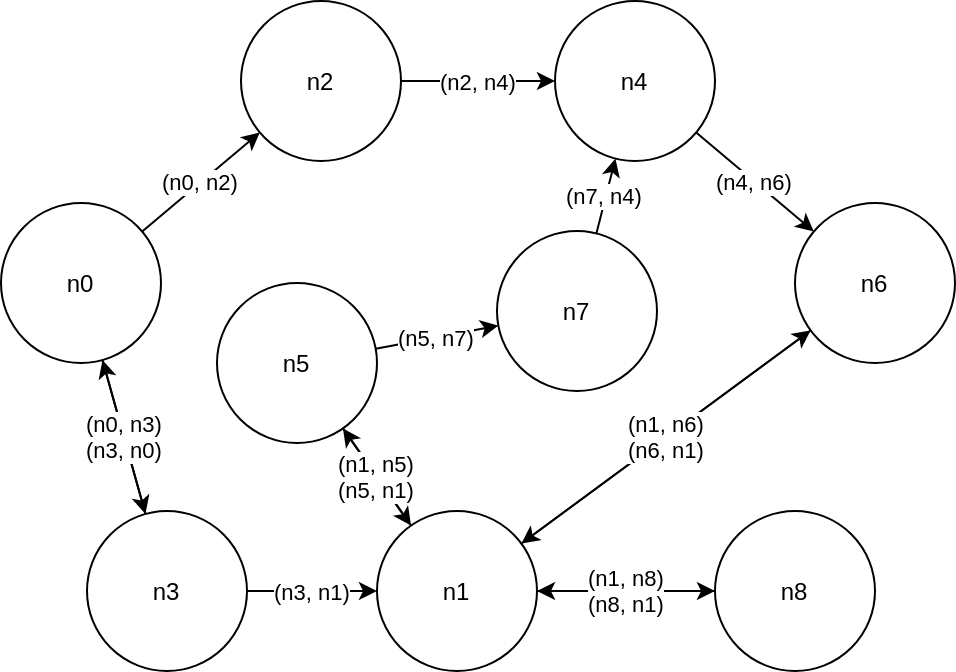 n2
(n2, n4)
n4
(n0, n2)
(n7, n4)
(n4, n6)
n0
n6
n7
n5
(n5, n7)
(n0, n3)
(n3, n0)
(n1, n6)
(n6, n1)
(n1, n5)
(n5, n1)
n3
(n3, n1)
n1
(n1, n8)
(n8, n1)
n8